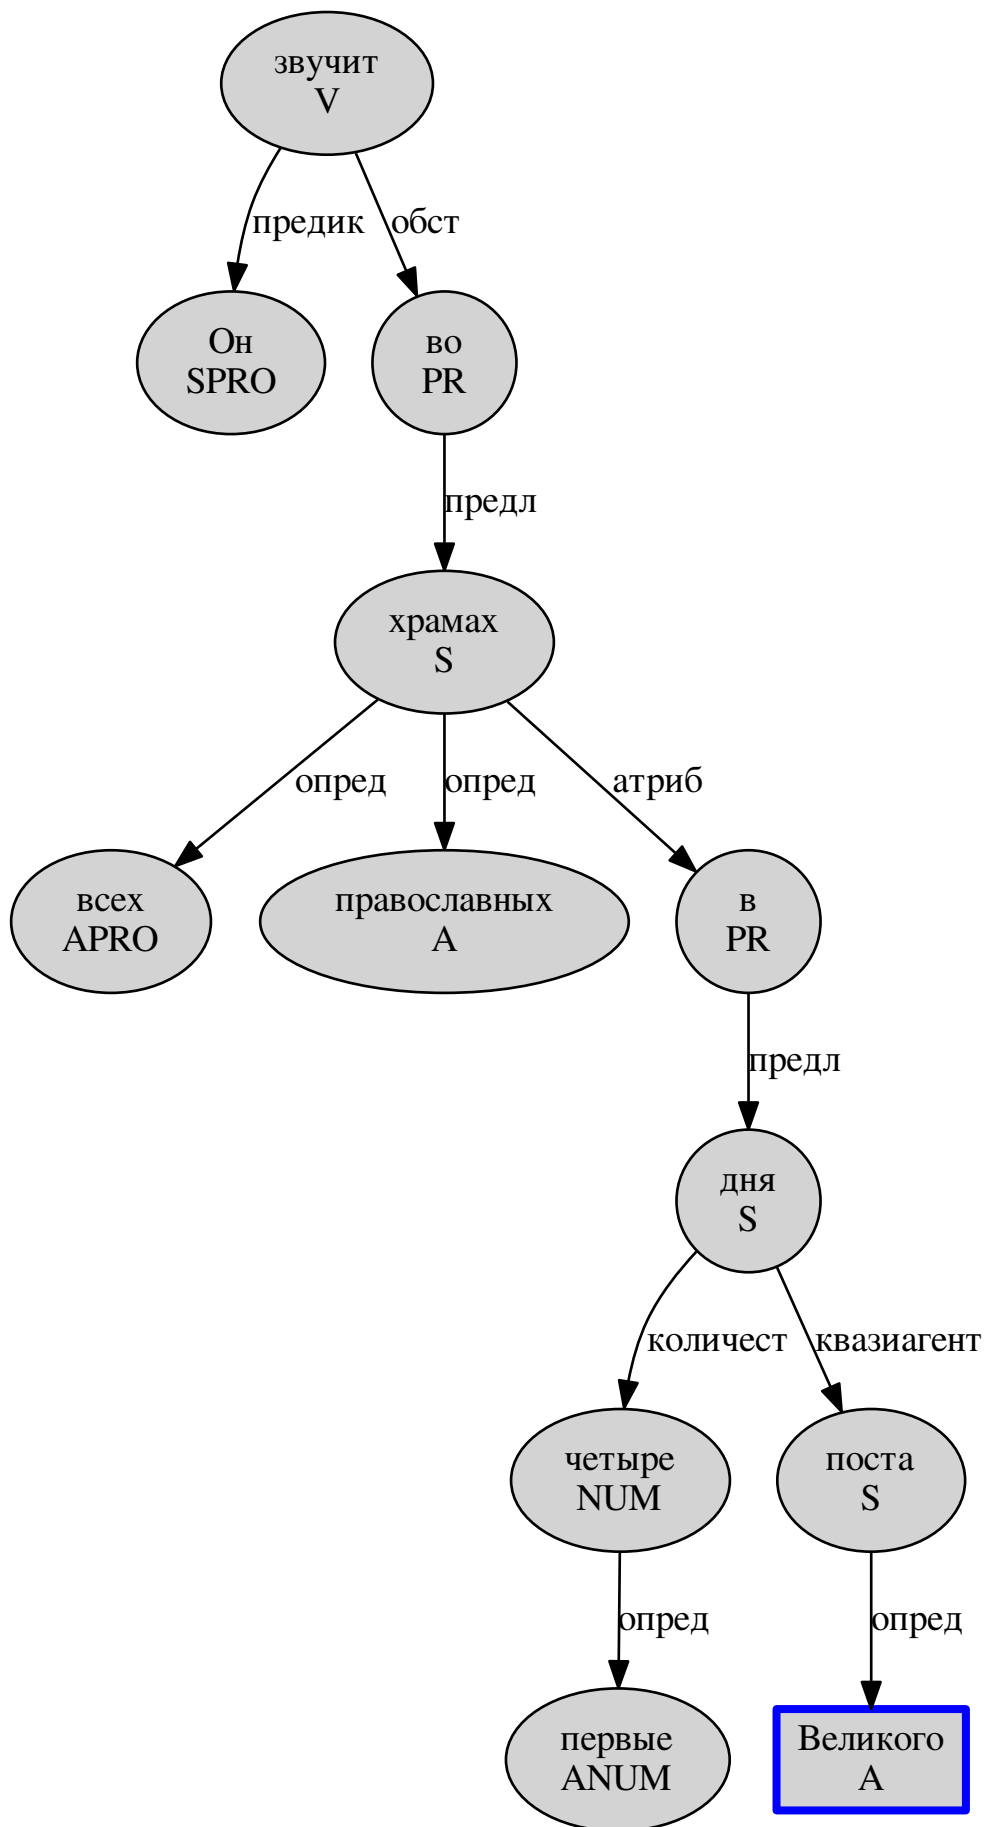 звучит
V
предик
обст
Он
SPRO
во
PR
предл
храмах
S
опред
опред
атриб
всех
APRO
православных
A
в
PR
предл
дня
S
количест
квазиагент
четыре
NUM
поста
S
опред
опред
первые
ANUM
Великого
A